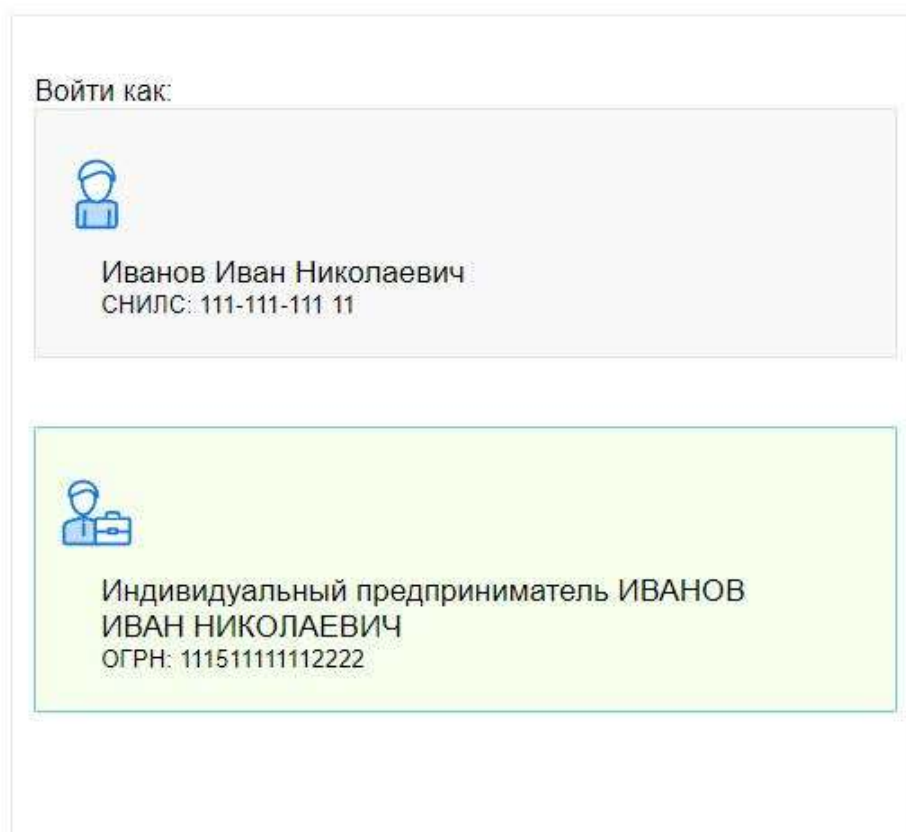 Войти как:
Иванов Иван Николаевич
СНИЛС: 111-111-111 11
Индивидуальный предприниматель ИВАНОВ
ИВАН НИКОЛАЕВИЧ
ОГРН: 111511111112222